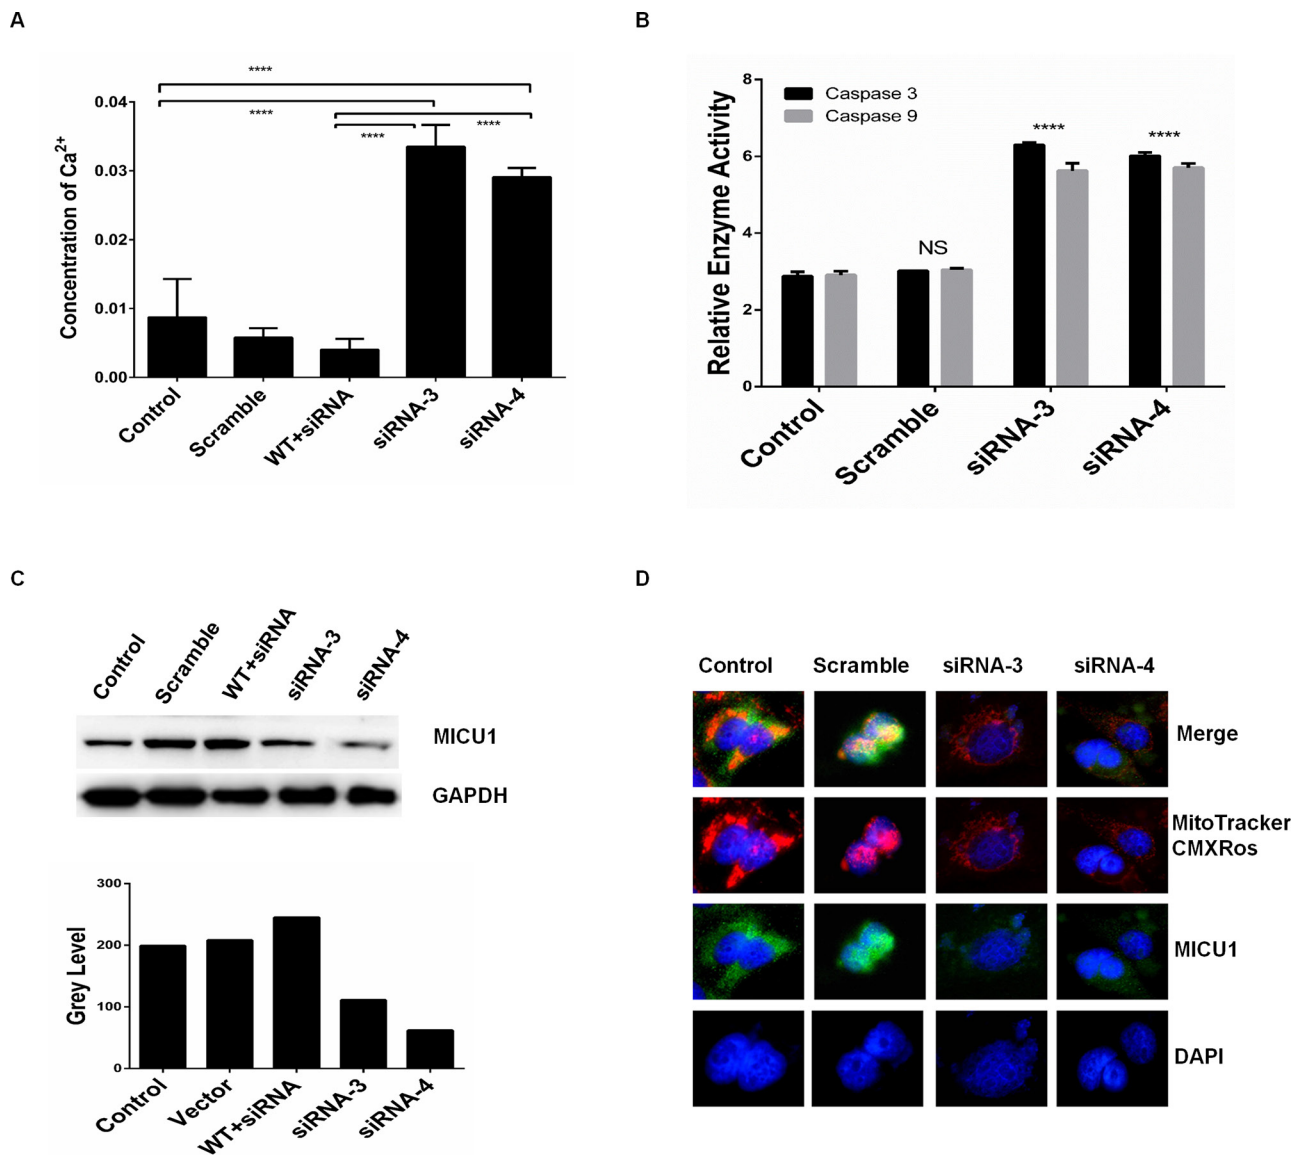 A
****
****
****
****
0.04
0.03
0.02
0.01
0.00
Concentration of Ca2+
Control
Scramble
WT+siRNA
siRNA-3
siRNA-4
B
8
6
4
2
0
Relative Enzyme Activity
Caspase 3
Caspase 9
NS
****
****
Control
Scramble
siRNA-3
siRNA-4
C
Control
Scramble
WT+siRNA
siRNA-3
siRNA-4
MICU1
GAPDH
300
200
100
0
Grey Level
Control
Vector
WT+siRNA
siRNA-3
siRNA-4
D
Control Scramble siRNA-3 siRNA-4
Merge
MitoTracker
CMXRos
MICU1
DAPI